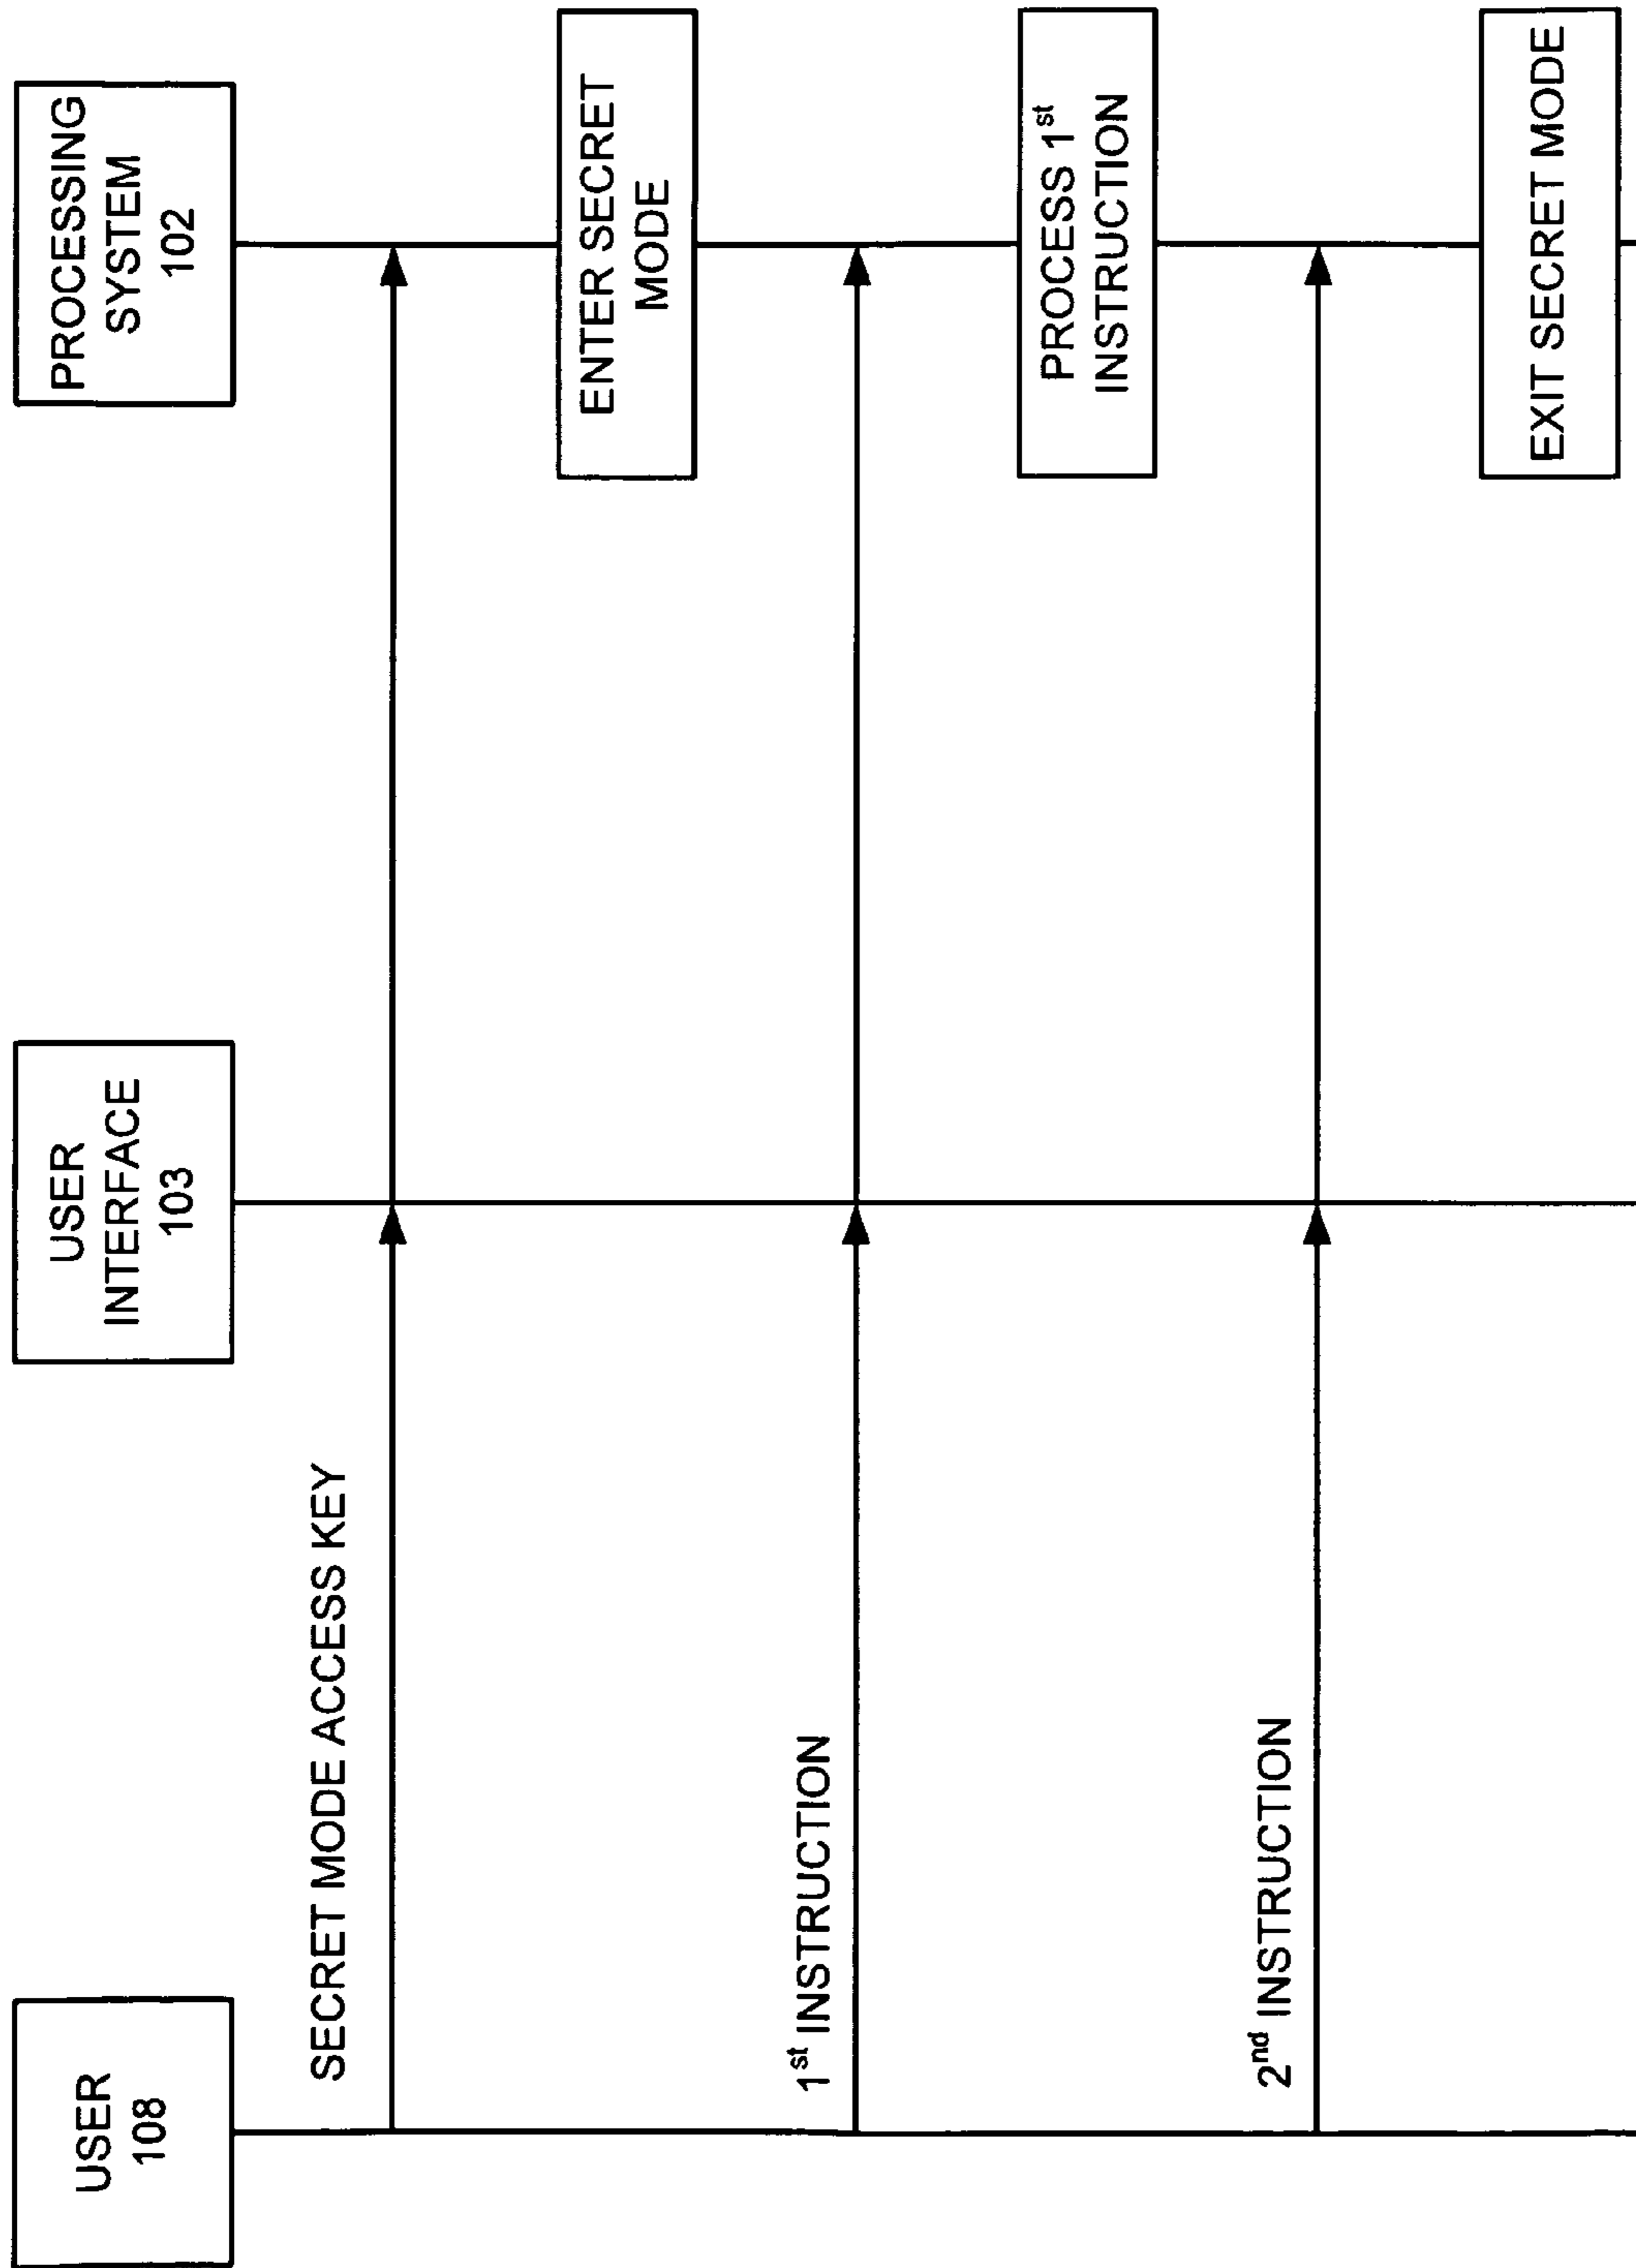 USER
108
USER
INTERFACE
103
PROCESSING
SYSTEM
102
SECRET MODE ACCESS KEY
ENTER SECRET
MODE
1st INSTRUCTION
PROCESS 1st
INSTRUCTION
2nd INSTRUCTION
EXIT SECRET MODE